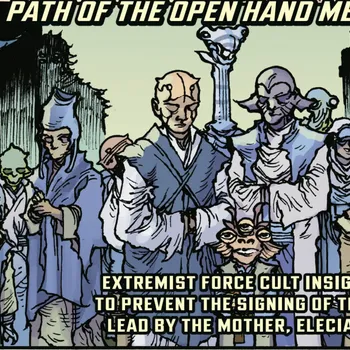 PATH OF THE OPEN HAND ME
EXTREMIST FORCE CULT INSIG
TO PREVENT THE SIGNING OF T
LEAD BY THE MOTHER, ELECIA